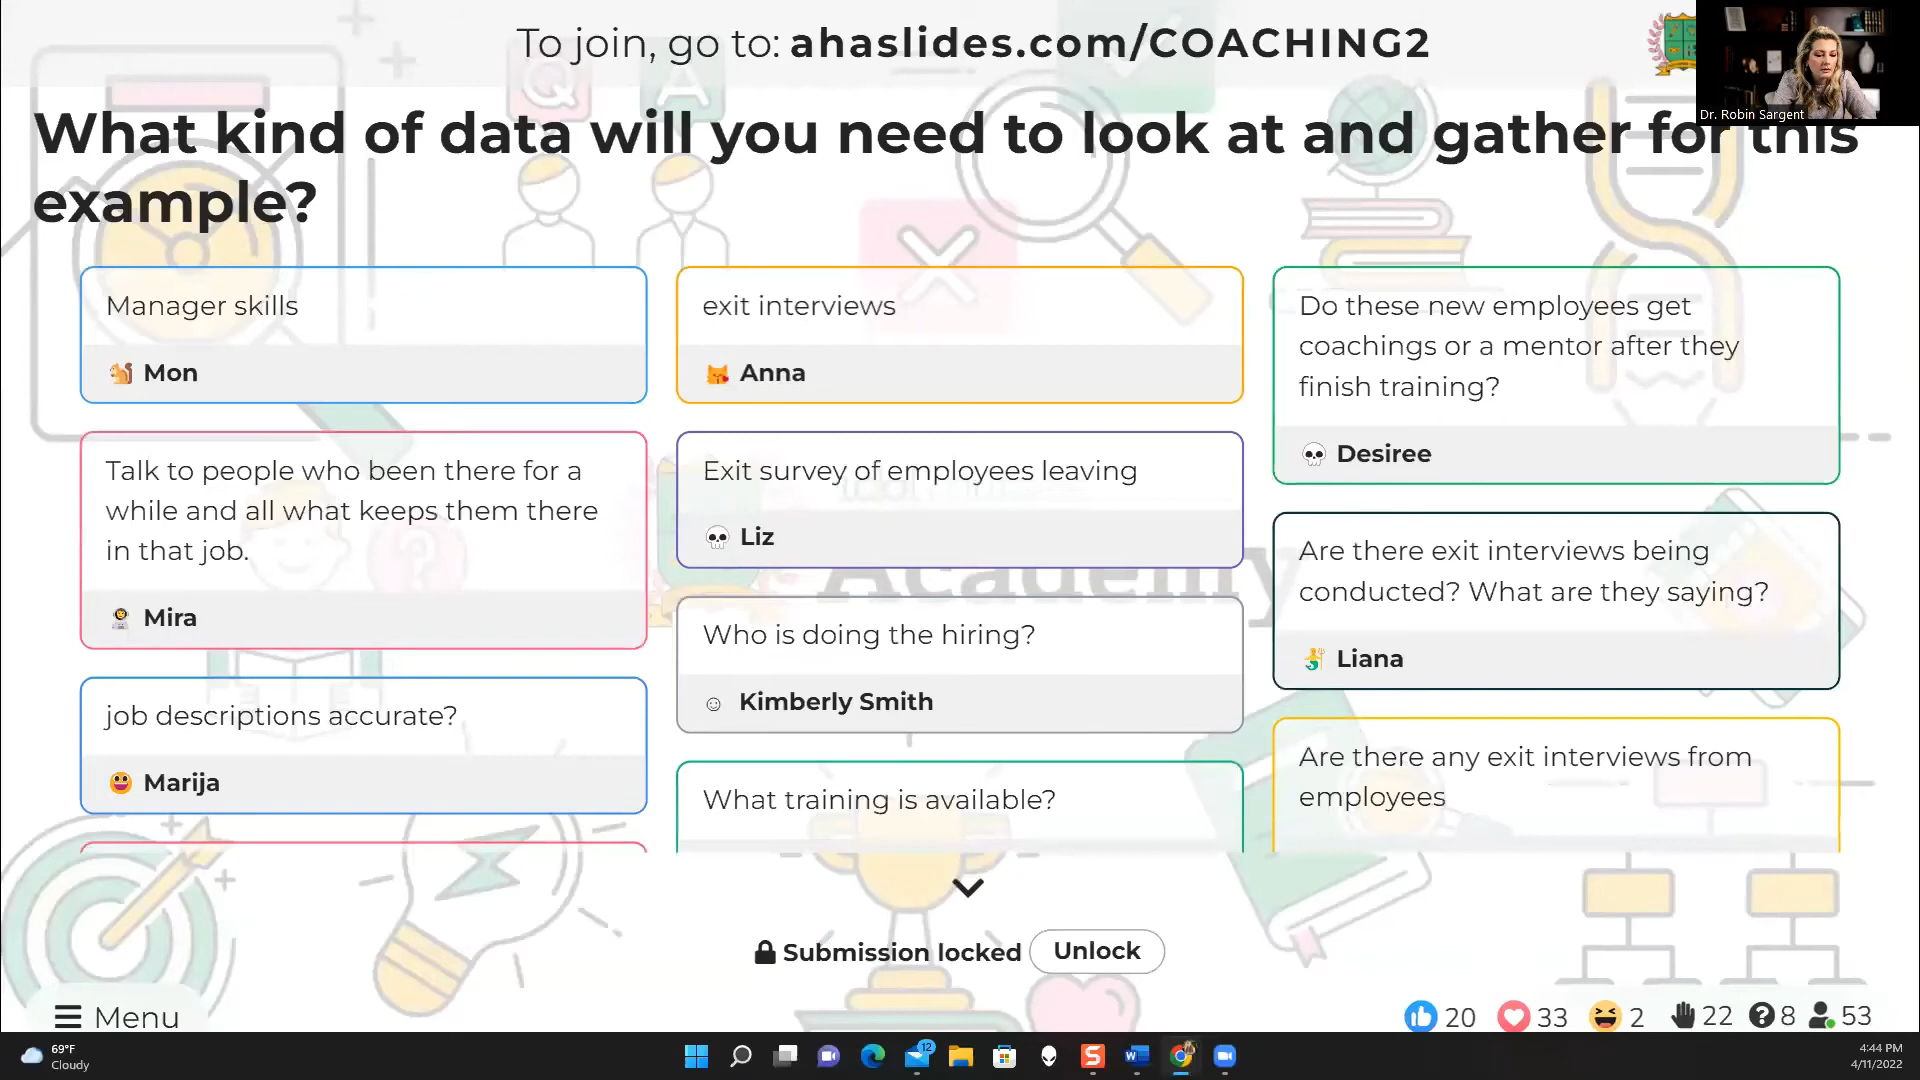 To join, go to: ahaslides.com/COACHING2
Dr. Robin Sargent
What kind of data will you need to look at and gather for this
example?
Manager skills
Mon
exit interviews
Anna
Do these new employees get
coachings or a mentor after they
finish training?
Desiree
Talk to people who been there for a
while and all what keeps them there
in that job.
Mira
Exit survey of employees leaving
Liz
Are there exit interviews being
conducted? What are they saying?
Liana
Who is doing the hiring?
Kimberly Smith
job descriptions accurate?
Marija
What training is available?
Are there any exit interviews from
employees
Academy
Q
A
Submission locked
Unlock
Menu
20
33
2
22
8
53
69°F
Cloudy
12
4:44 PM
4/11/2022